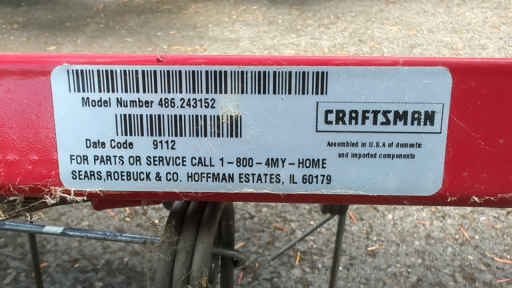 Model Number 486.243152
CRAFTSMAN
Date Code 9112
Assembled in U.S.A of domestic
and imported components
FOR PARTS OR SERVICE CALL 1-800-4MY-HOME
SEARS,ROEBUCK & CO. HOFFMAN ESTATES, IL 60179